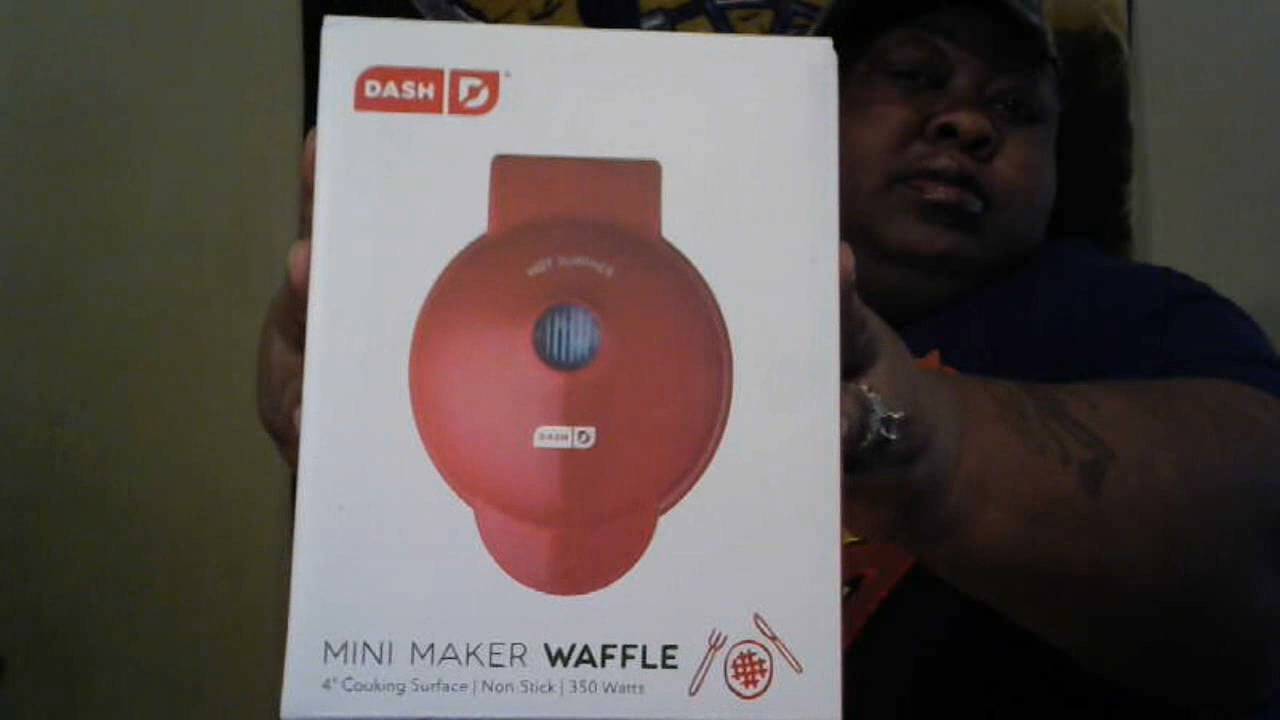 DASH
HOT SURFACE
DASH
MINI MAKER WAFFLE
4" Cooking Surface | Non Stick | 350 Watts